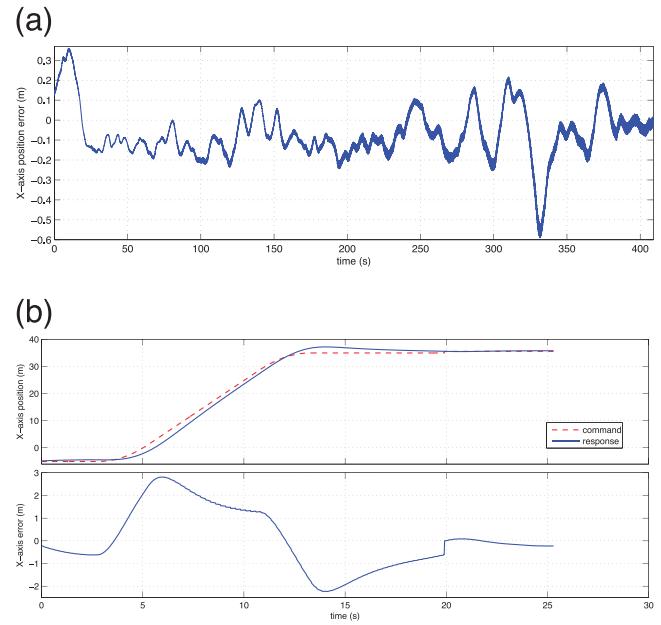 (a)
X-axis position error (m)
0.3
0.2
0.1
0
-0.1
-0.2
-0.3
-0.4
-0.5
-0.6
0 50 100 150 200 250 300 350 400
time (s)
(b)
X-axis position (m)
40
30
20
10
0
command
response
X-axis error (m)
3
2
1
0
-1
-2
0 5 10 15 20 25 30
time (s)